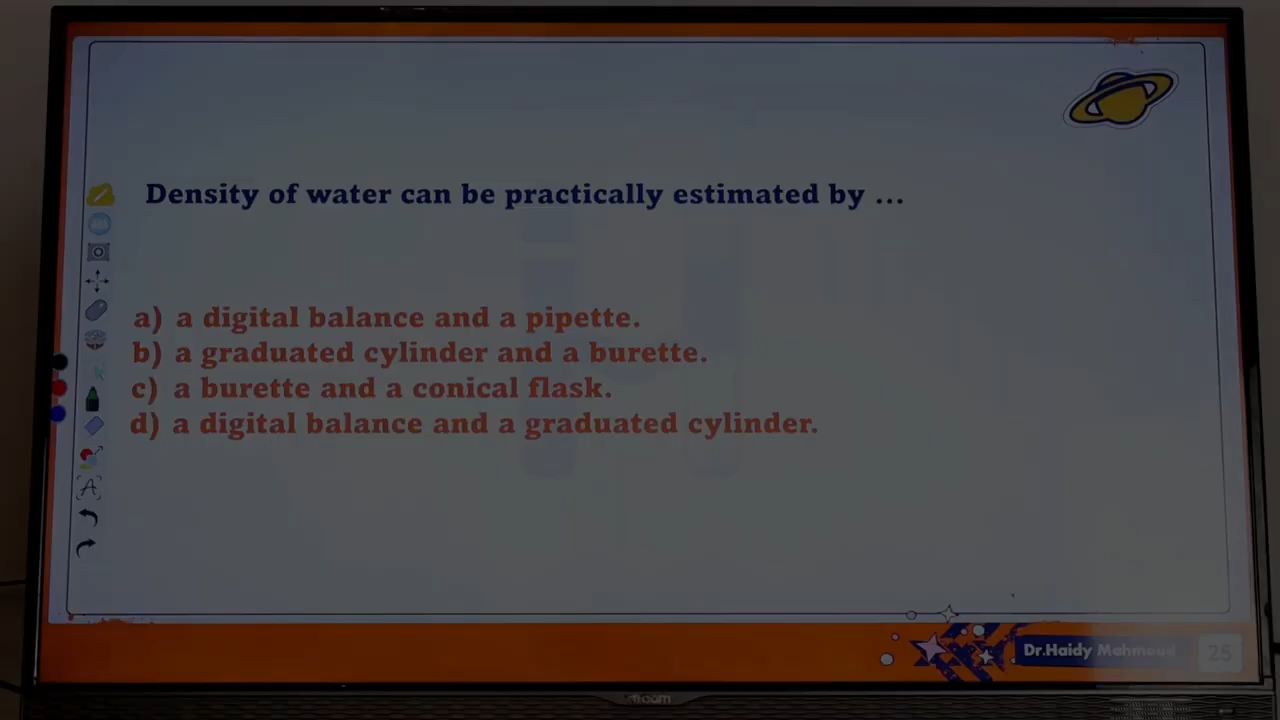 Density of water can be practically estimated by ...
a) a digital balance and a pipette.
b) a graduated cylinder and a burette.
c) a burette and a conical flask.
d) a digital balance and a graduated cylinder.
A
Dr.Haidy Mahmoud
25